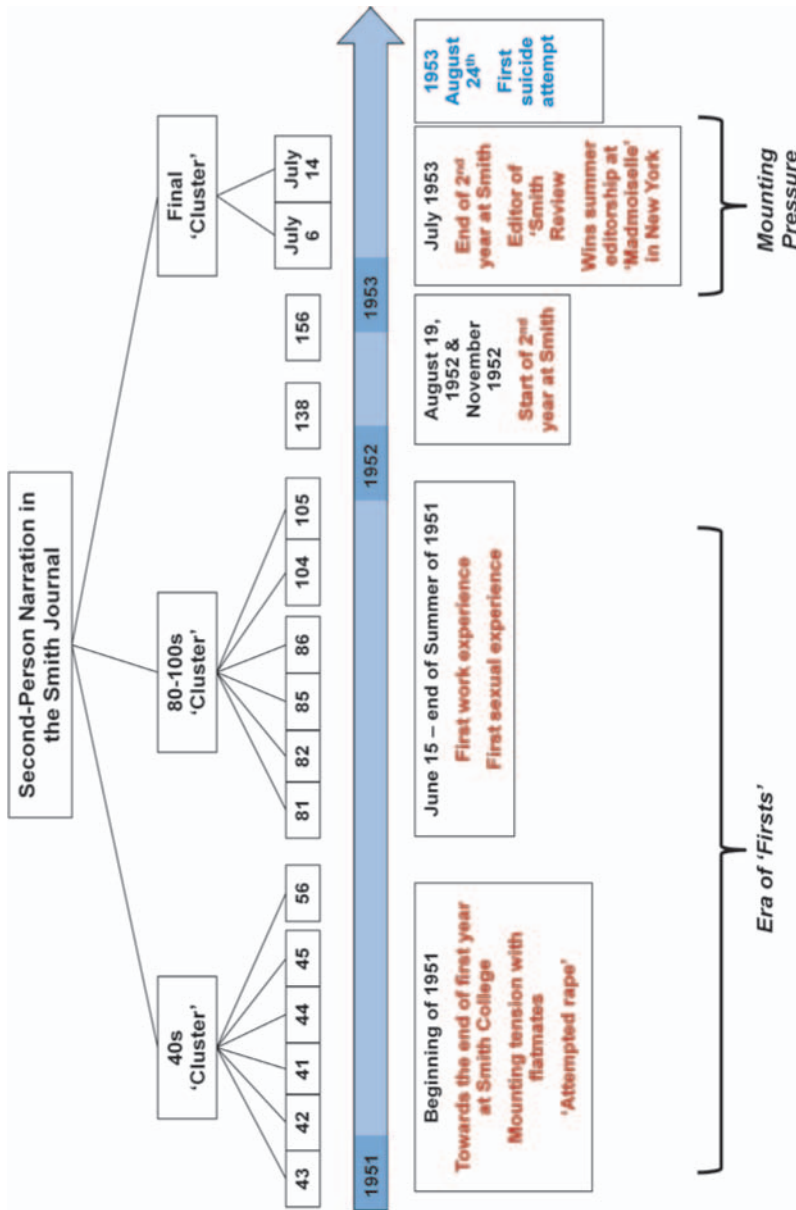 Second-Person Narration in
the Smith Journal
40s
'Cluster'
80-100s
'Cluster'
Final
'Cluster'
43
42
41
44
45
56
81
82
85
86
104
105
138
156
July
6
July
14
1951
1952
1953
Beginning of 1951
Towards the end of first year
at Smith College
Mounting tension with
flatmates
'Attempted rape'
June 15 – end of Summer of 1951
First work experience
First sexual experience
August 19,
1952 &
November
1952
Start of 2nd
year at Smith
July 1953
End of 2nd
year at Smith
Editor of
'Smith
Review
Wins summer
editorship at
'Madmoiselle'
in New York
1953
August
24th
First
suicide
attempt
Era of 'Firsts'
Mounting
Pressure